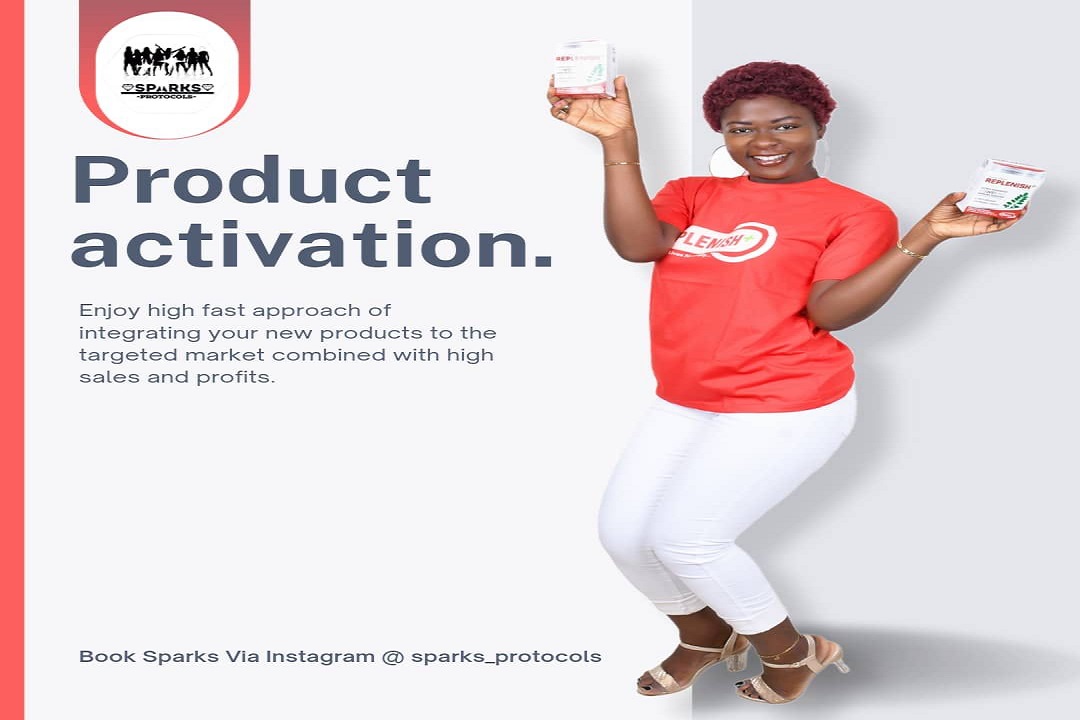 SPARKS
-PROTOCOLS-
Product
activation.
Enjoy high fast approach of
integrating your new products to the
targeted market combined with high
sales and profits.
REPLENISH
REPLENISH
PLENISH+
Book Sparks Via Instagram @ sparks_protocols